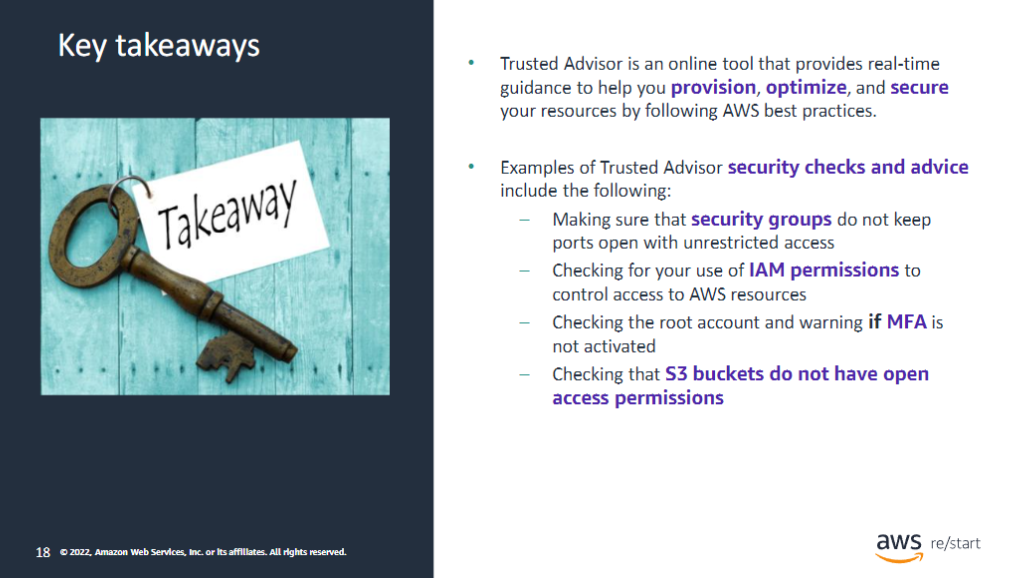 Key takeaways
Takeaway
• Trusted Advisor is an online tool that provides real-time
guidance to help you provision, optimize, and secure
your resources by following AWS best practices.
• Examples of Trusted Advisor security checks and advice
include the following:
– Making sure that security groups do not keep
ports open with unrestricted access
– Checking for your use of IAM permissions to
control access to AWS resources
– Checking the root account and warning if MFA is
not activated
– Checking that S3 buckets do not have open
access permissions
18 © 2022, Amazon Web Services, Inc. or its affiliates. All rights reserved.
aws re/start